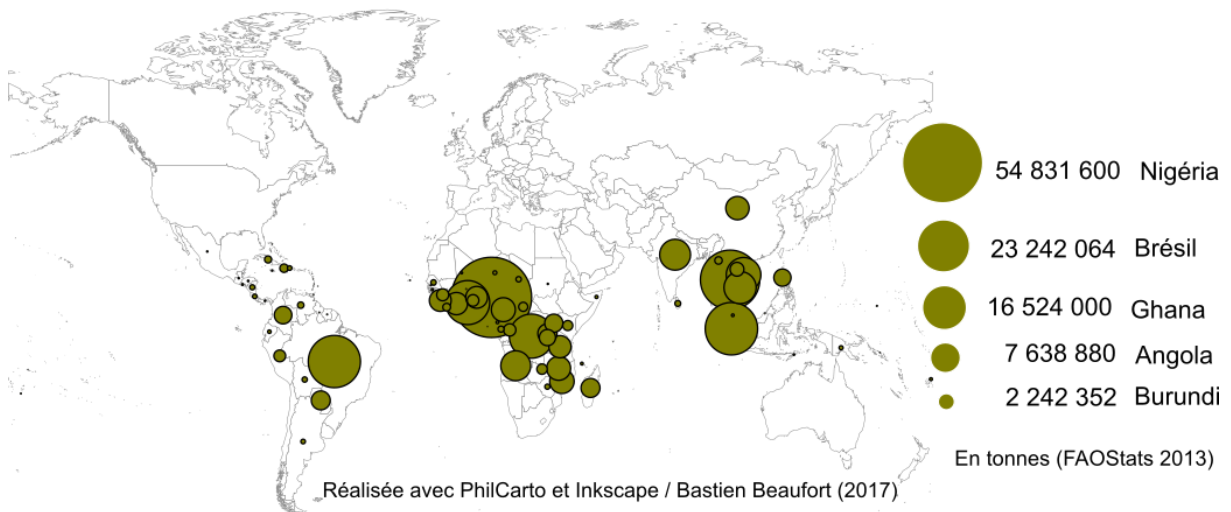 54 831 600 Nigéria
23 242 064 Brésil
16 524 000 Ghana
7 638 880 Angola
2 242 352 Burundi
En tonnes (FAOStats 2013)
Réalisée avec PhilCarto et Inkscape / Bastien Beaufort (2017)